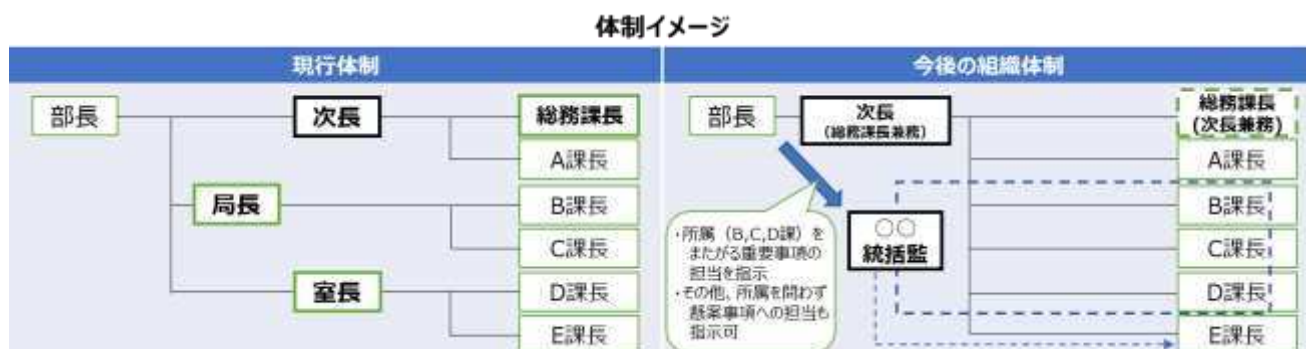 体制イメージ
現行体制
部長
次長
総務課長
A課長
局長
B課長
C課長
室長
D課長
E課長
今後の組織体制
部長
次長
(総務課長兼務)
総務課長
(次長兼務)
A課長
B課長
C課長
D課長
E課長
○○
統括監
・所属（B,C,D課）を
またがる重要事項の
担当を指示
・その他、所属を問わず
懸案事項への担当も
指示可